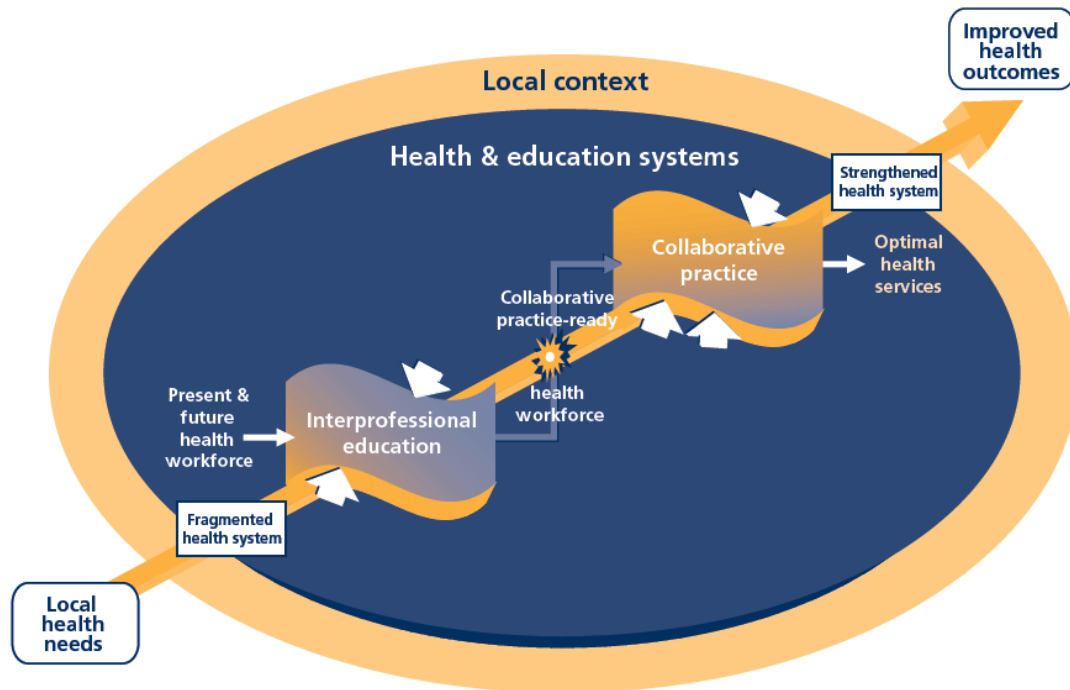 Improved
health
outcomes
Local context
Health & education systems
Strengthened
health system
Collaborative
practice
Optimal
health
services
Collaborative
practice-ready
health
workforce
Present &
future
health
workforce
Interprofessional
education
Fragmented
health system
Local
health
needs